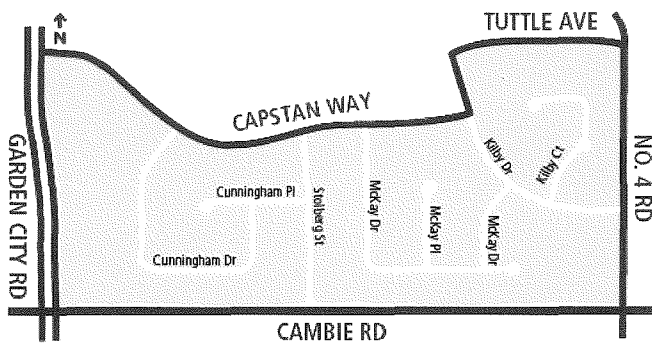 N
TUTTLE AVE
CAPSTAN WAY
GARDEN CITY RD
NO. 4 RD
Kilby Dr
Kilby Ct
Cunningham Pl
Stolberg St
McKay Dr
McKay Pl
McKay Dr
Cunningham Dr
CAMBIE RD